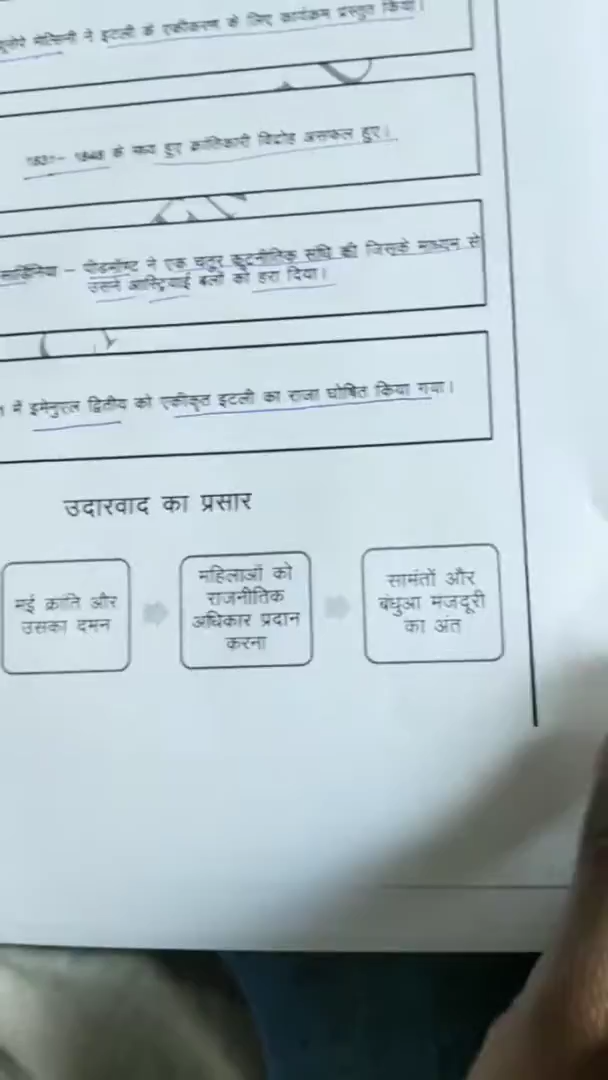 मेत्सिनी ने इटली के एकीकरण के लिए कार्यक्रम प्रस्तुत किया।
1831– 1848 के मध्य हुए क्रांतिकारी विद्रोह असफल हुए।
सार्डिनिया – पीडमॉण्ट ने एक चतुर कूटनीतिक संधि की जिसके माध्यम से
उसने आस्ट्रियाई बलों को हरा दिया।
में इमेनुएल द्वितीय को एकीकृत इटली का राजा घोषित किया गया।
उदारवाद का प्रसार
मई क्रांति और
उसका दमन
महिलाओं को
राजनीतिक
अधिकार प्रदान
करना
सामंतों और
बंधुआ मजदूरी
का अंत